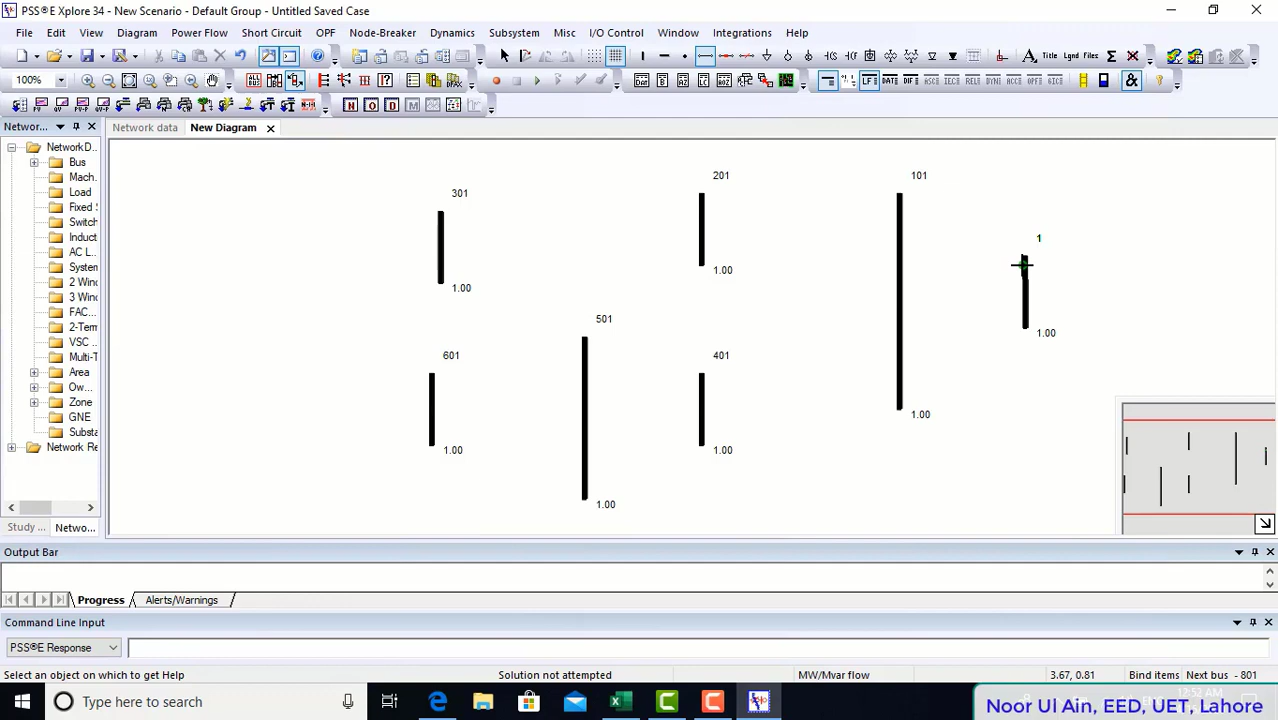 PSS®E Xplore 34 - New Scenario - Default Group - Untitled Saved Case
File Edit View Diagram Power Flow Short Circuit OPF Node-Breaker Dynamics Subsystem Misc I/O Control Window Integrations Help
100%
Networ...
Network data
New Diagram
NetworkD...
Bus
Mach...
Load
Fixed S
Switch
Induct
AC L...
System
2 Wind
3 Wind
FAC...
2-Term
VSC ...
Multi-T
Area
Ow...
Zone
GNE
Substa
Network Re
Study ...
Netwo...
301
1.00
201
1.00
101
1.00
1
1.00
601
1.00
501
1.00
401
1.00
Output Bar
Progress
Alerts/Warnings
Command Line Input
PSS®E Response
Select an object on which to get Help
Solution not attempted
MW/Mvar flow
3.67, 0.81
Bind items
Next bus - 801
Type here to search
12:52 AM
Noor Ul Ain, EED, UET, Lahore